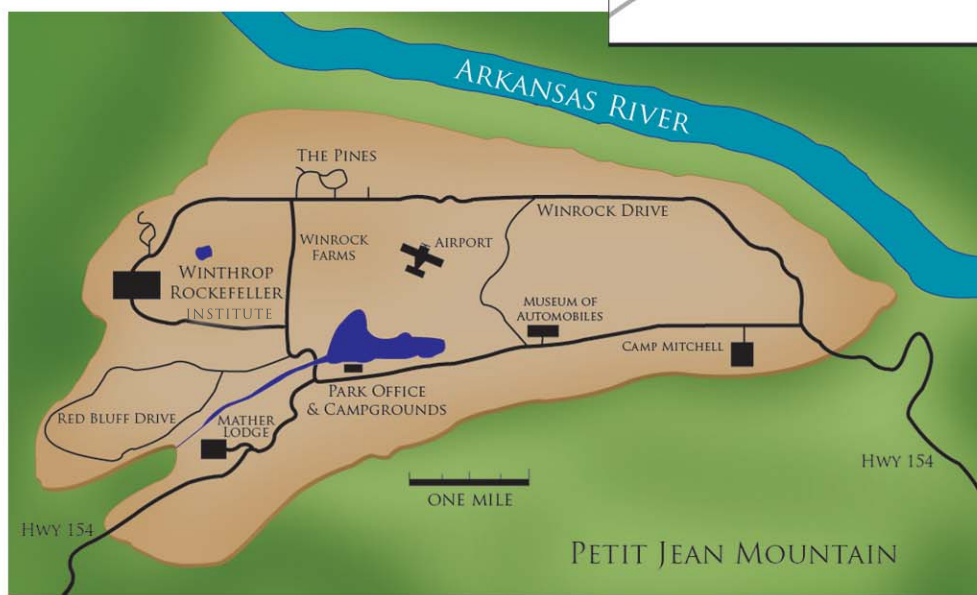 Arkansas River
The Pines
Winrock Drive
Winrock
Farms
Airport
Winthrop
Rockefeller
Institute
Museum of
Automobiles
Camp Mitchell
Park Office
& Campgrounds
Red Bluff Drive
Mather
Lodge
Hwy 154
One Mile
Hwy 154
Petit Jean Mountain